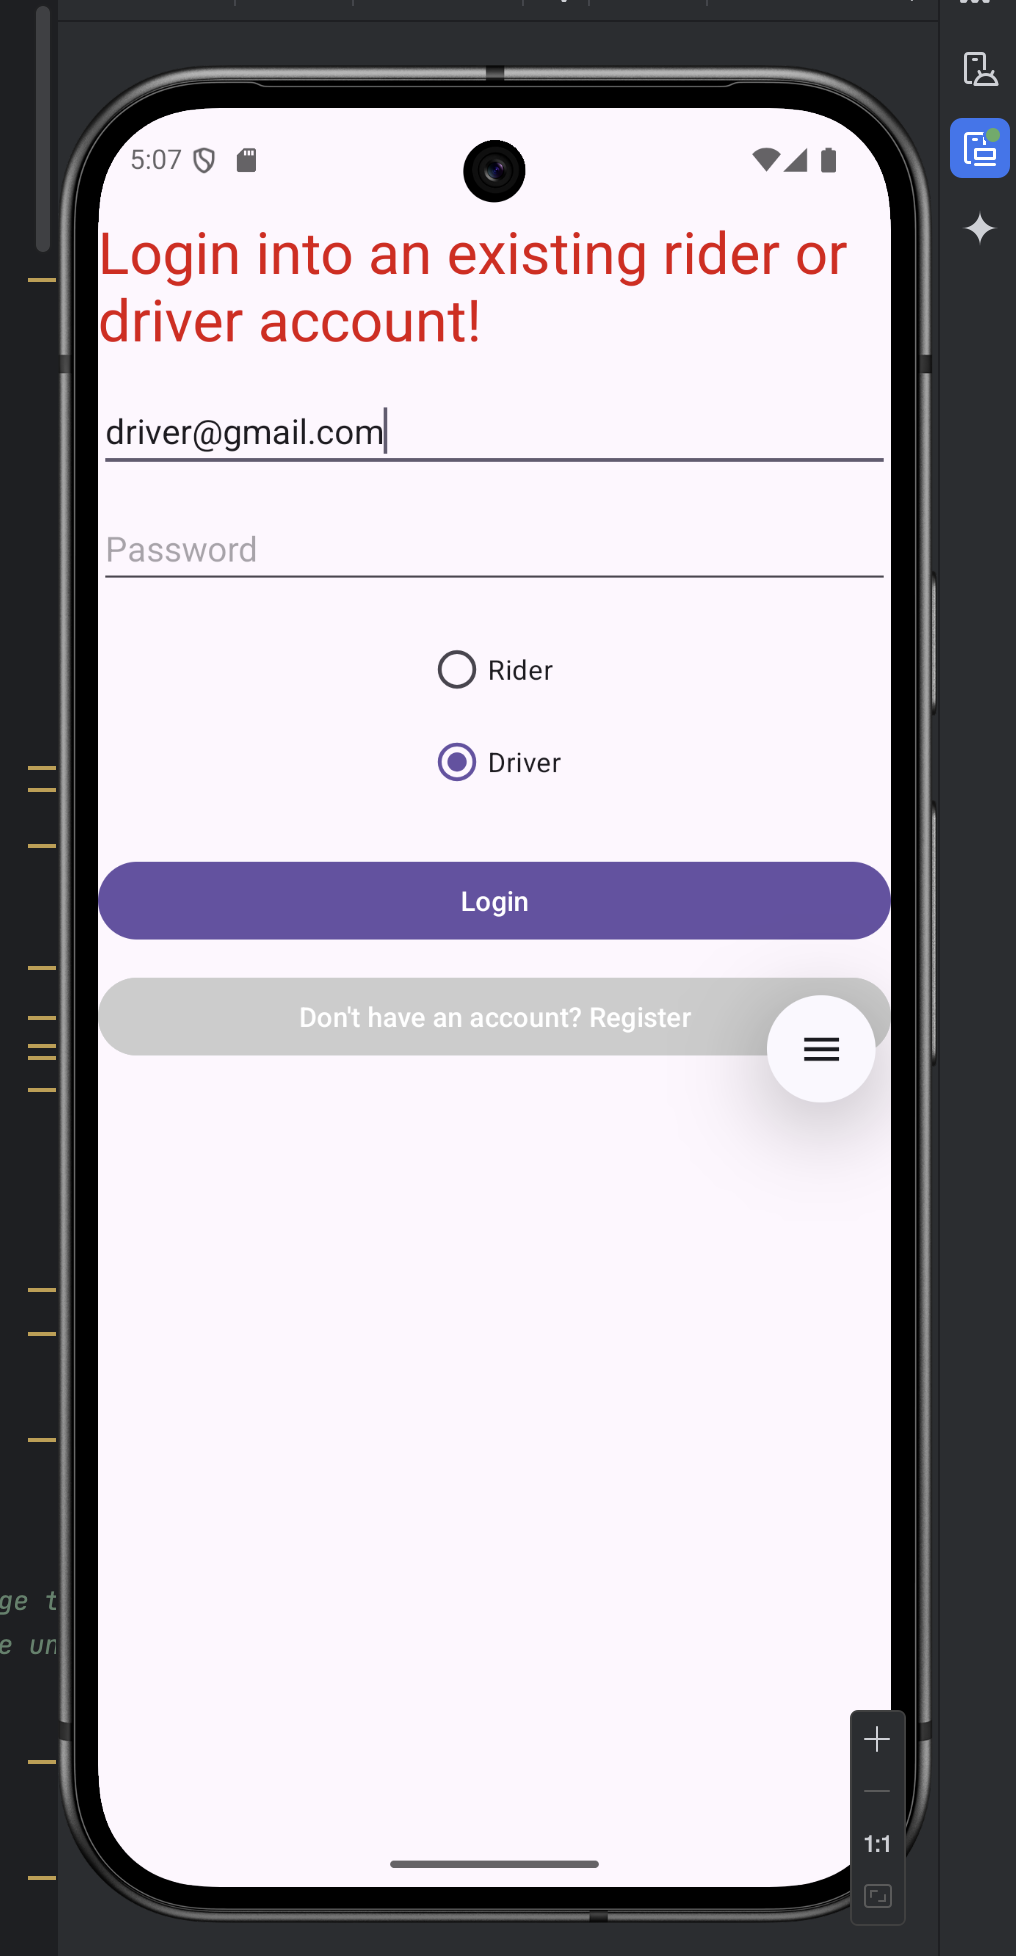 5:07
Login into an existing rider or
driver account!
driver@gmail.com
Password
Rider
Driver
Login
Don't have an account? Register
ge t
e un
1:1